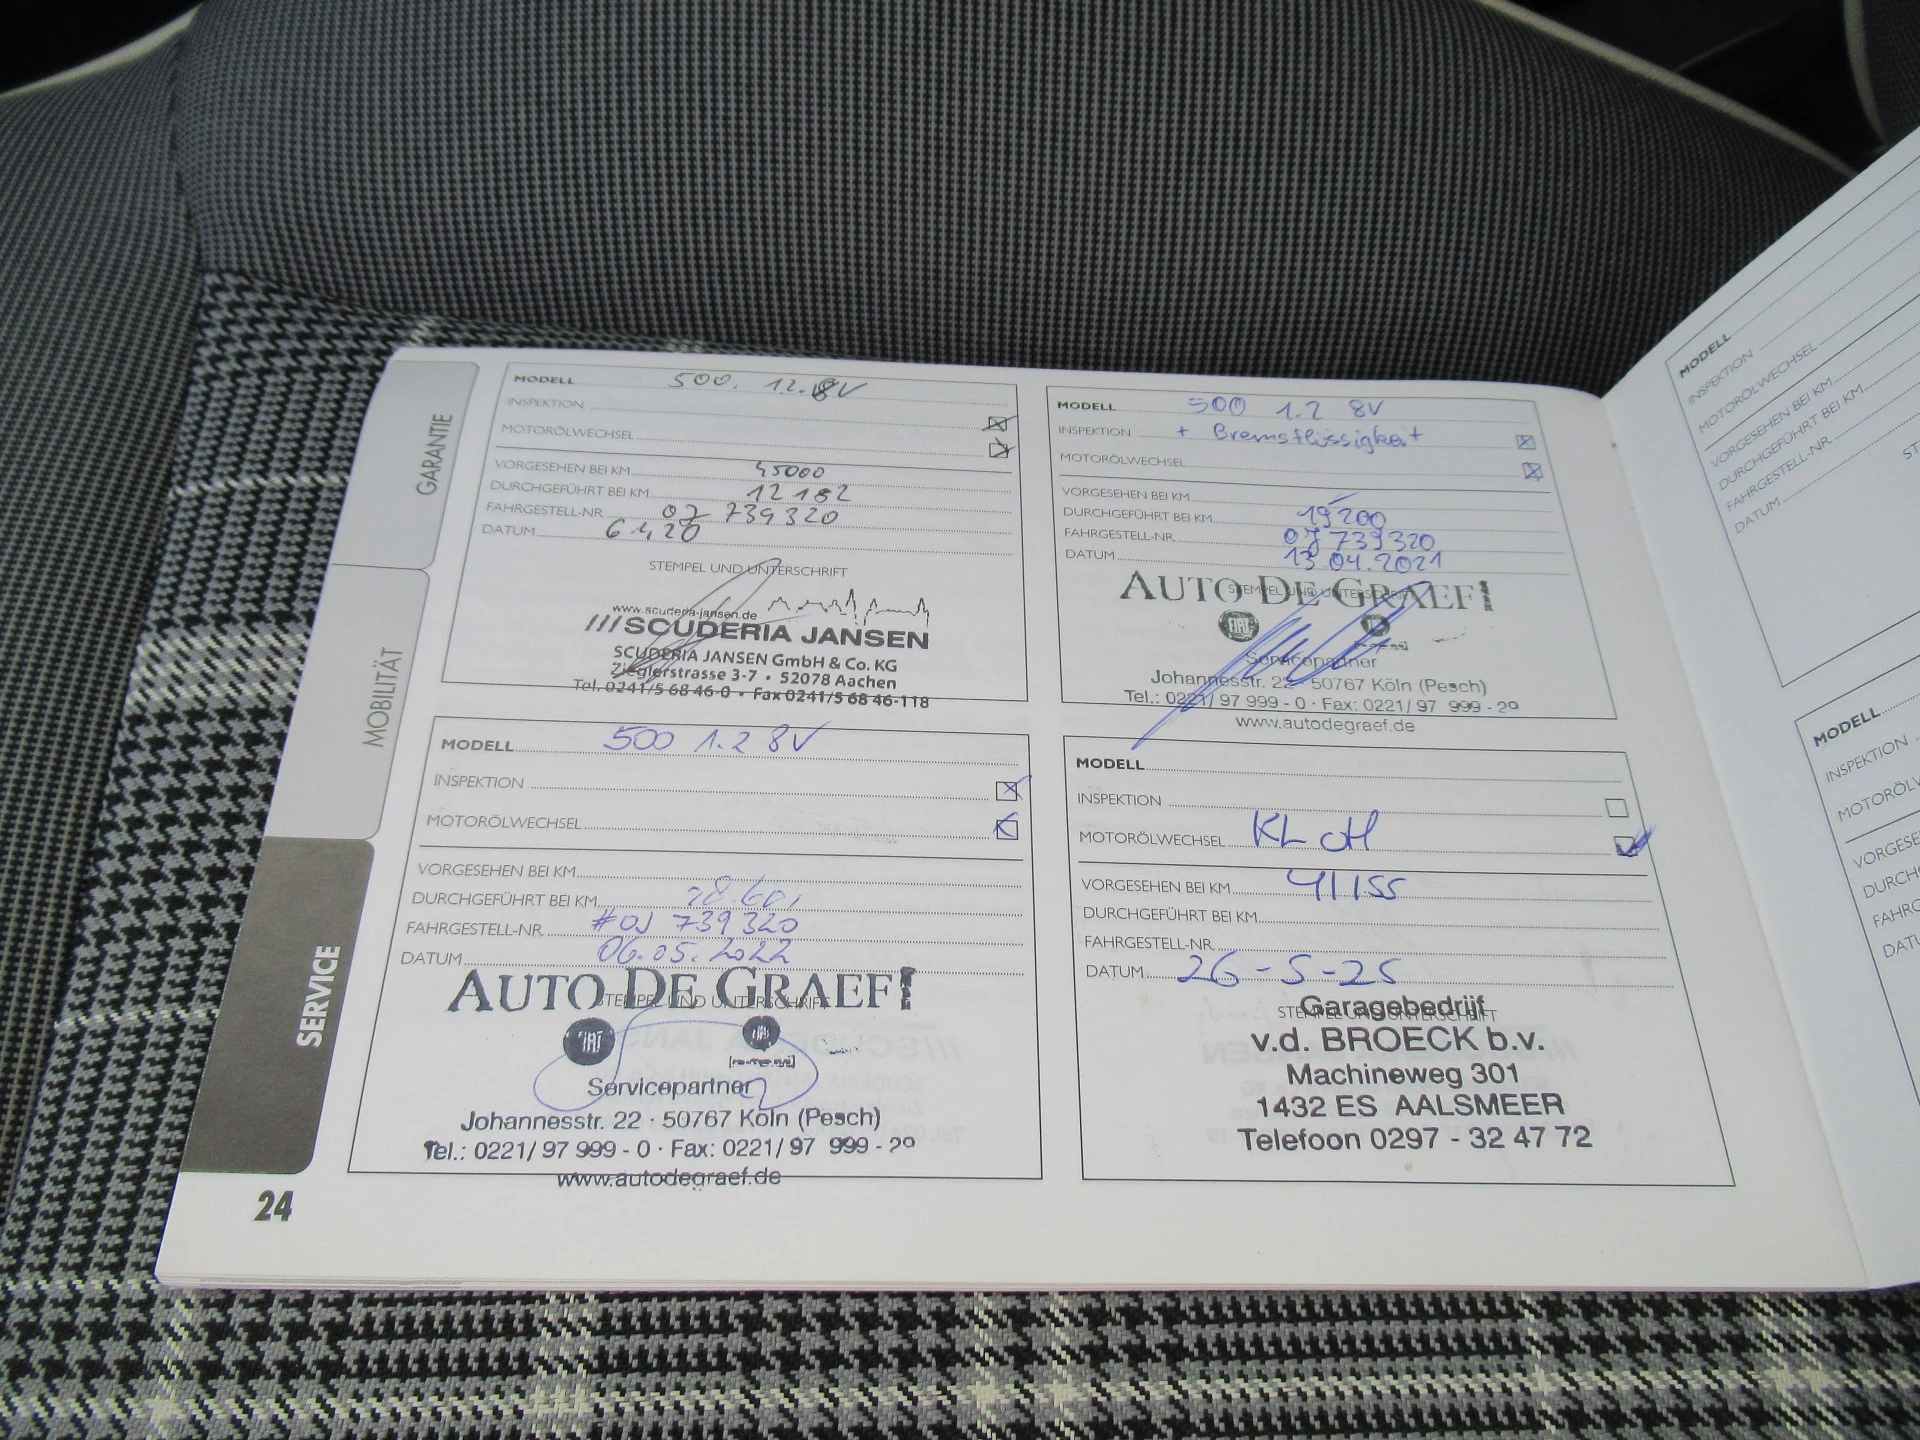 GARANTIE
MOBILITÄT
SERVICE
MODELL 500. 1.2. 8V
INSPEKTION
MOTORÖLWECHSEL
VORGESEHEN BEI KM 45000
DURCHGEFÜHRT BEI KM 12182
FAHRGESTELL-NR. 07 739320
DATUM
STEMPEL UND UNTERSCHRIFT
www.scuderia-jansen.de
///SCUDERIA JANSEN
SCUDERIA JANSEN GmbH & Co. KG
Zieglerstrasse 3-7 • 52078 Aachen
Tel. 0241/5 68 46-0 • Fax 0241/5 68 46-118
MODELL 500 1.2 8V
INSPEKTION + Bremsflüssigkeit
MOTORÖLWECHSEL
VORGESEHEN BEI KM
DURCHGEFÜHRT BEI KM 19200
FAHRGESTELL-NR. 739320
DATUM 13.04.2021
STEMPEL UND UNTERSCHRIFT
AUTO DE GRAEF!
FIAT
Servicepartner
Johannesstr. 22 · 50767 Köln (Pesch)
Tel.: 0221/ 97 999 - 0 · Fax: 0221/ 97 999 - 29
www.autodegraef.de
MODELL 500 1.2 8V
INSPEKTION
MOTORÖLWECHSEL
VORGESEHEN BEI KM
DURCHGEFÜHRT BEI KM
FAHRGESTELL-NR. 739320
DATUM 06.05.2022
STEMPEL UND UNTERSCHRIFT
AUTO DE GRAEF!
FIAT
Servicepartner
Johannesstr. 22 · 50767 Köln (Pesch)
Tel.: 0221/ 97 999 - 0 · Fax: 0221/ 97 999 - 29
www.autodegraef.de
MODELL
INSPEKTION
MOTORÖLWECHSEL KL
VORGESEHEN BEI KM 41155
DURCHGEFÜHRT BEI KM
FAHRGESTELL-NR.
DATUM 26-5-25
STEMPEL UND UNTERSCHRIFT
Garagebedrijf
v.d. BROECK b.v.
Machineweg 301
1432 ES AALSMEER
Telefoon 0297 - 32 47 72
24
MODELL
INSPEKTION
MOTORÖLWECHSEL
VORGESEHEN BEI KM
DURCHGEFÜHRT BEI KM
FAHRGESTELL-NR.
DATUM
MODELL
INSPEKTION